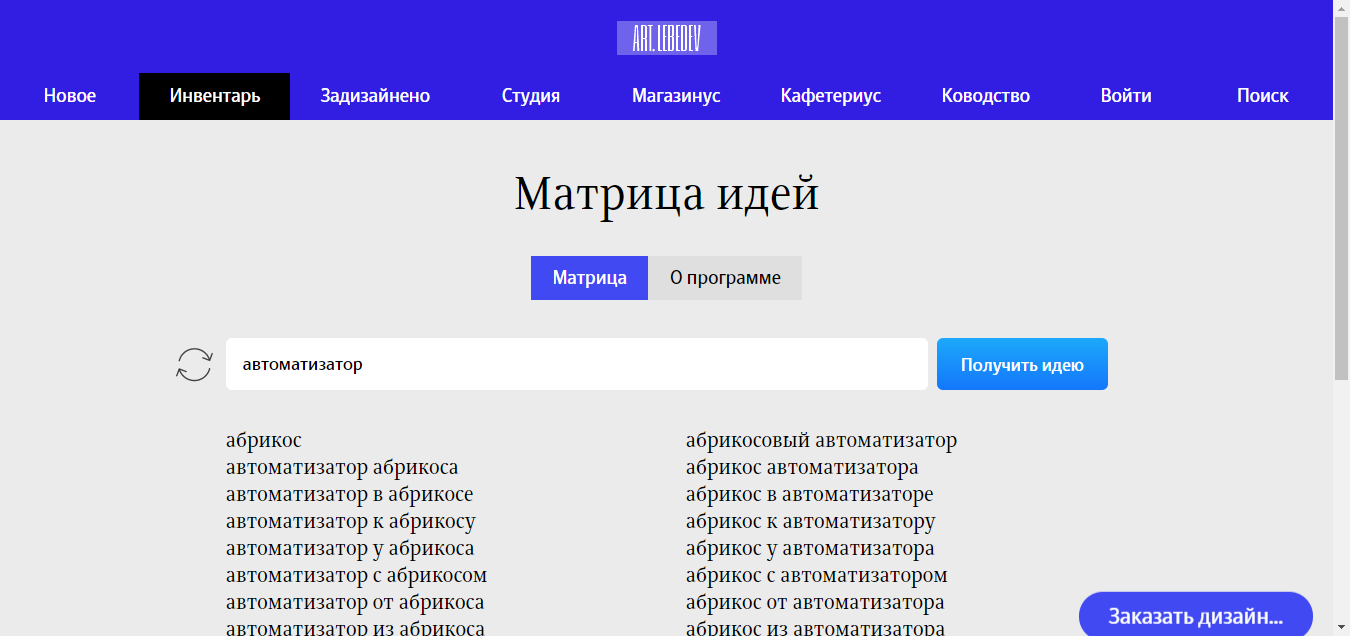 ART. LEBEDEV
Новое Инвентарь Задизайнено Студия Магазинус Кафетериус Ководство Войти Поиск
Матрица идей
Матрица О программе
автоматизатор Получить идею
абрикос
автоматизатор абрикоса
автоматизатор в абрикосе
автоматизатор к абрикосу
автоматизатор у абрикоса
автоматизатор с абрикосом
автоматизатор от абрикоса
автоматизатор из абрикоса
абрикосовый автоматизатор
абрикос автоматизатора
абрикос в автоматизаторе
абрикос к автоматизатору
абрикос у автоматизатора
абрикос с автоматизатором
абрикос от автоматизатора
абрикос из автоматизатора
Заказать дизайн...